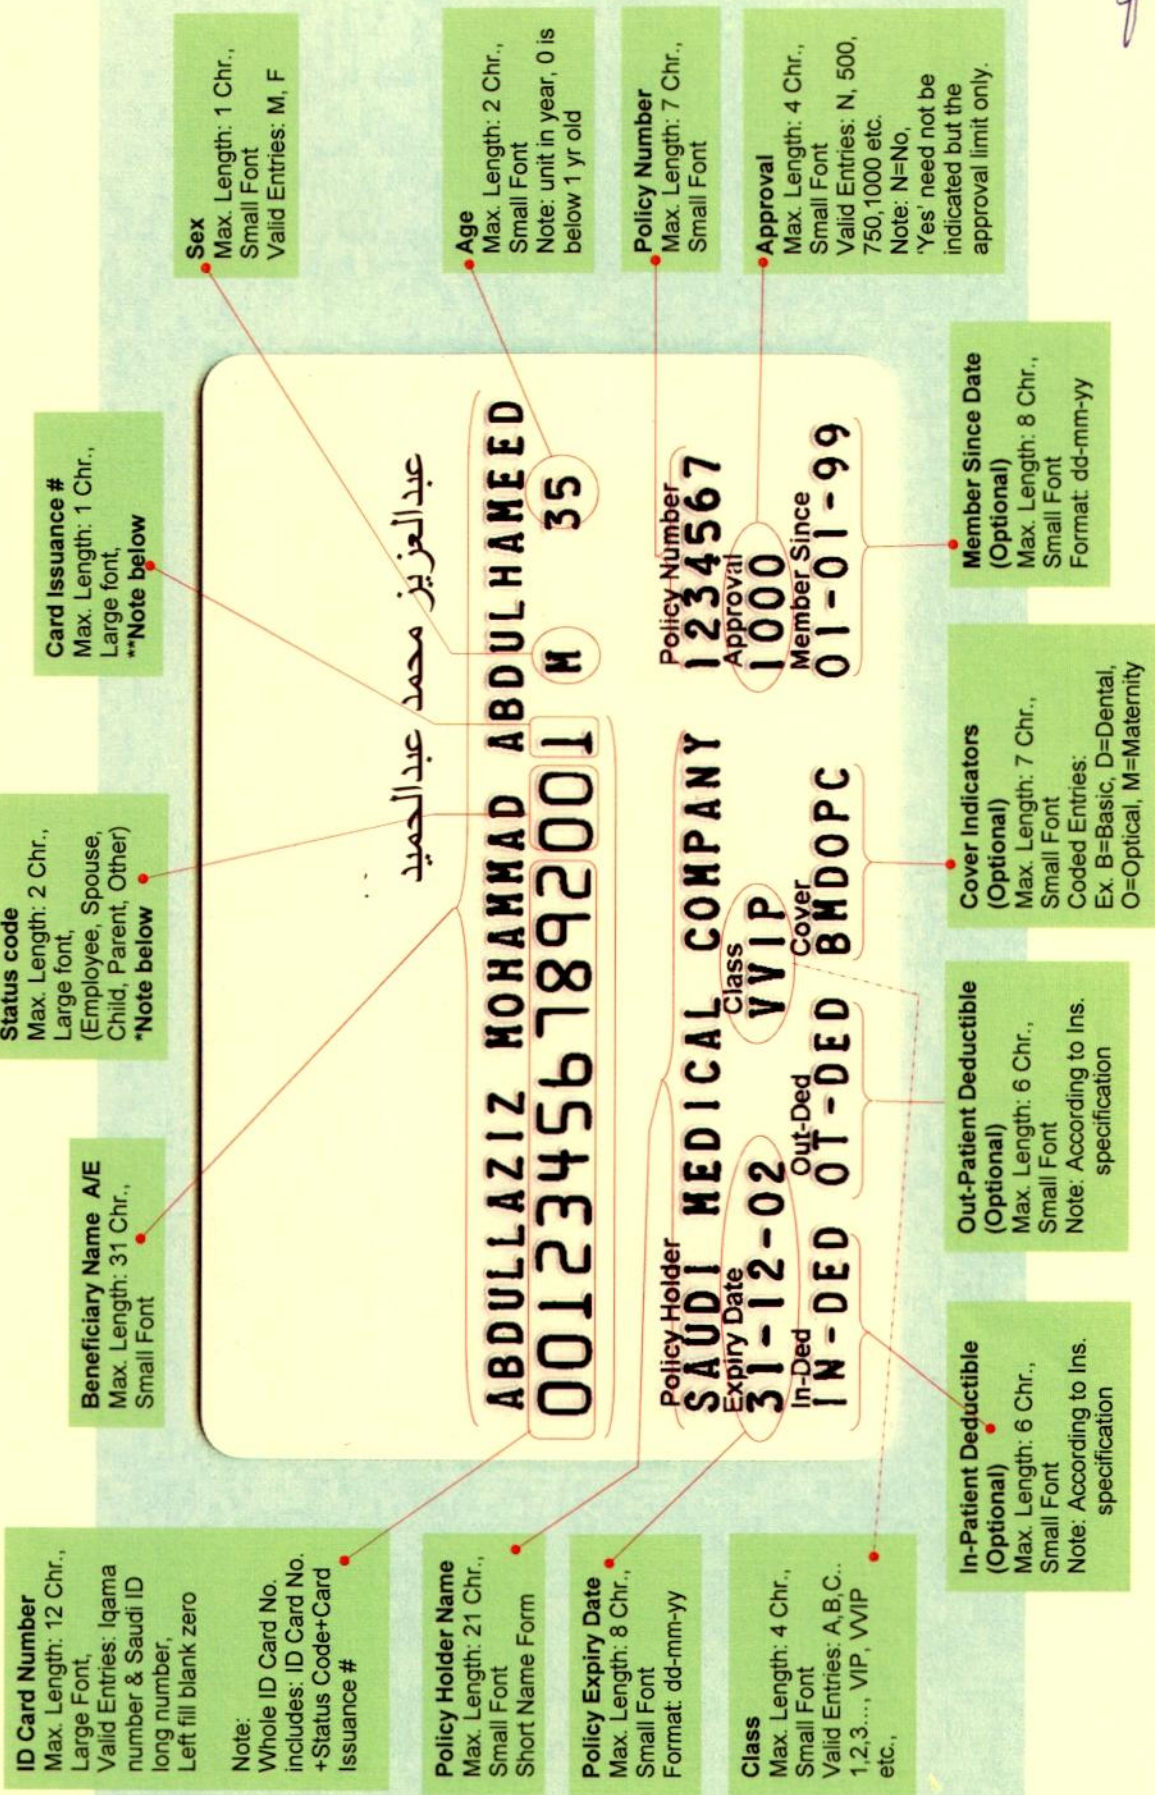 ID Card Number
Max. Length: 12 Chr.,
Large Font,
Valid Entries: Iqama
number & Saudi ID
long number,
Left fill blank zero
Note:
Whole ID Card No.
includes: ID Card No.
+Status Code+Card
Issuance #
Beneficiary Name A/E
Max. Length: 31 Chr.,
Small Font
Status code
Max. Length: 2 Chr.,
Large font,
(Employee, Spouse,
Child, Parent, Other)
*Note below
Card Issuance #
Max. Length: 1 Chr.,
Large font,
**Note below
Sex
Max. Length: 1 Chr.,
Small Font
Valid Entries: M, F
عبدالعزيز محمد عبدالحميد
ABDULLAZIZ MOHAMMAD ABDULHAMEED
001234567892001 M 35
Policy Holder Policy Number
SAUDI MEDICAL COMPANY 1234567
Expiry Date Class Approval
31-12-02 VVIP 1000
In-Ded Out-Ded Cover Member Since
IN-DED OT-DED BMDOPC 01-01-99
Age
Max. Length: 2 Chr.,
Small Font
Note: unit in year, 0 is
below 1 yr old
Policy Number
Max. Length: 7 Chr.,
Small Font
Approval
Max. Length: 4 Chr.,
Small Font
Valid Entries: N, 500,
750,1000 etc.
Note: N=No,
'Yes' need not be
indicated but the
approval limit only.
Policy Holder Name
Max. Length: 21 Chr.,
Small Font
Short Name Form
Policy Expiry Date
Max. Length: 8 Chr.,
Small Font
Format: dd-mm-yy
Class
Max. Length: 4 Chr.,
Small Font
Valid Entries: A,B,C..
1,2,3..., VIP, VVIP
etc.,
In-Patient Deductible
(Optional)
Max. Length: 6 Chr.,
Small Font
Note: According to Ins.
specification
Out-Patient Deductible
(Optional)
Max. Length: 6 Chr.,
Small Font
Note: According to Ins.
specification
Cover Indicators
(Optional)
Max. Length: 7 Chr.,
Small Font
Coded Entries:
Ex. B=Basic, D=Dental,
O=Optical, M=Maternity
Member Since Date
(Optional)
Max. Length: 8 Chr.,
Small Font
Format: dd-mm-yy